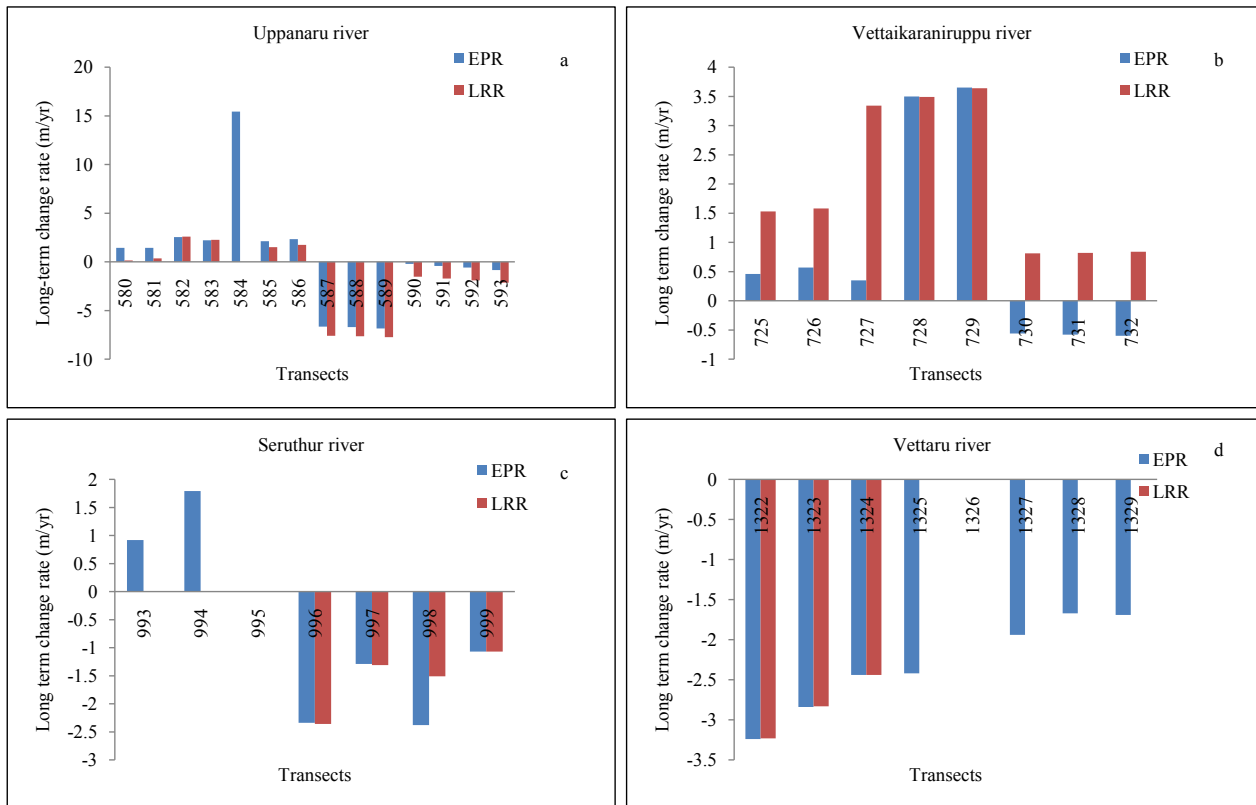 Uppanaru river
EPR
LRR
a
Long-term change rate (m/yr)
20
15
10
5
0
-5
-10
580 581 582 583 584 585 586 587 588 589 590 591 592 593
Transects
Vettaikaraniruppu river
EPR
LRR
b
Long term change rate (m/yr)
4
3.5
3
2.5
2
1.5
1
0.5
0
-0.5
-1
725 726 727 728 729 730 731 732
Transects
Seruthur river
EPR
LRR
c
Long term change rate (m/yr)
2
1.5
1
0.5
0
-0.5
-1
-1.5
-2
-2.5
-3
993 994 995 996 997 998 999
Transects
Vettaru river
EPR
LRR
d
Long term change rate (m/yr)
0
-0.5
-1
-1.5
-2
-2.5
-3
-3.5
1322 1323 1324 1325 1326 1327 1328 1329
Transects